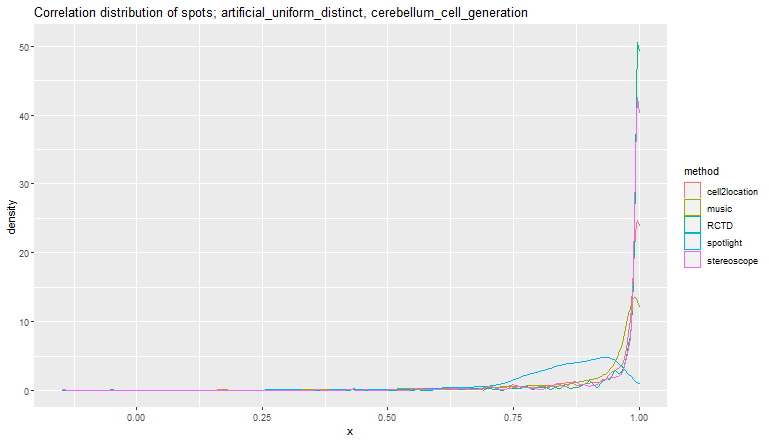 Correlation distribution of spots; artificial_uniform_distinct, cerebellum_cell_generation
50
40
30
20
10
0
density
0.00 0.25 0.50 0.75 1.00
x
method
cell2location
music
RCTD
spotlight
stereoscope